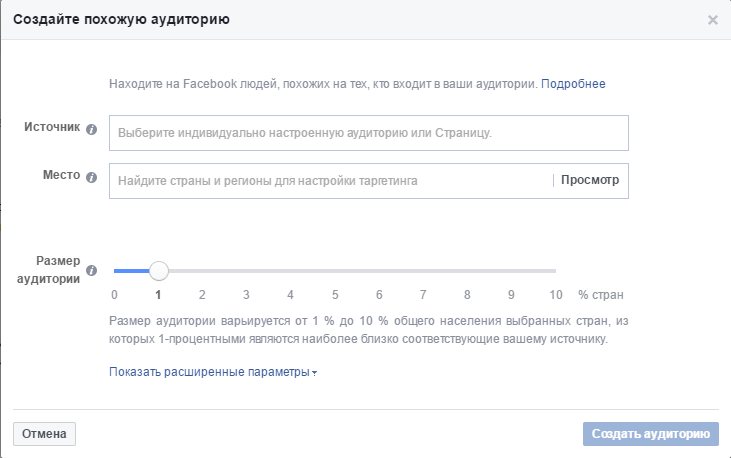 Создайте похожую аудиторию
Находите на Facebook людей, похожих на тех, кто входит в ваши аудитории. Подробнее
Источник
Выберите индивидуально настроенную аудиторию или Страницу.
Место
Найдите страны и регионы для настройки таргетинга
Просмотр
Размер
аудитории
0 1 2 3 4 5 6 7 8 9 10 % стран
Размер аудитории варьируется от 1 % до 10 % общего населения выбранных стран, из
которых 1-процентными являются наиболее близко соответствующие вашему источнику.
Показать расширенные параметры
Отмена
Создать аудиторию